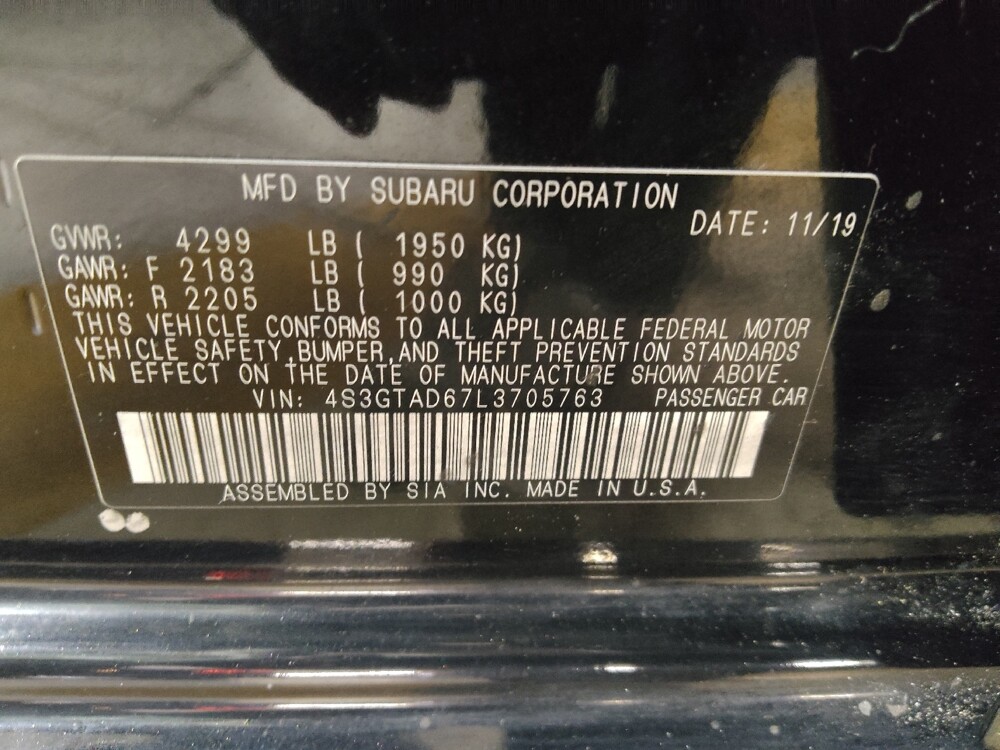 MFD BY SUBARU CORPORATION
DATE: 11/19
GVWR: 4299 LB ( 1950 KG)
GAWR: F 2183 LB ( 990 KG)
GAWR: R 2205 LB ( 1000 KG)
THIS VEHICLE CONFORMS TO ALL APPLICABLE FEDERAL MOTOR
VEHICLE SAFETY,BUMPER,AND THEFT PREVENTION STANDARDS
IN EFFECT ON THE DATE OF MANUFACTURE SHOWN ABOVE.
VIN: 4S3GTAD67L3705763 PASSENGER CAR
ASSEMBLED BY SIA INC. MADE IN U.S.A.